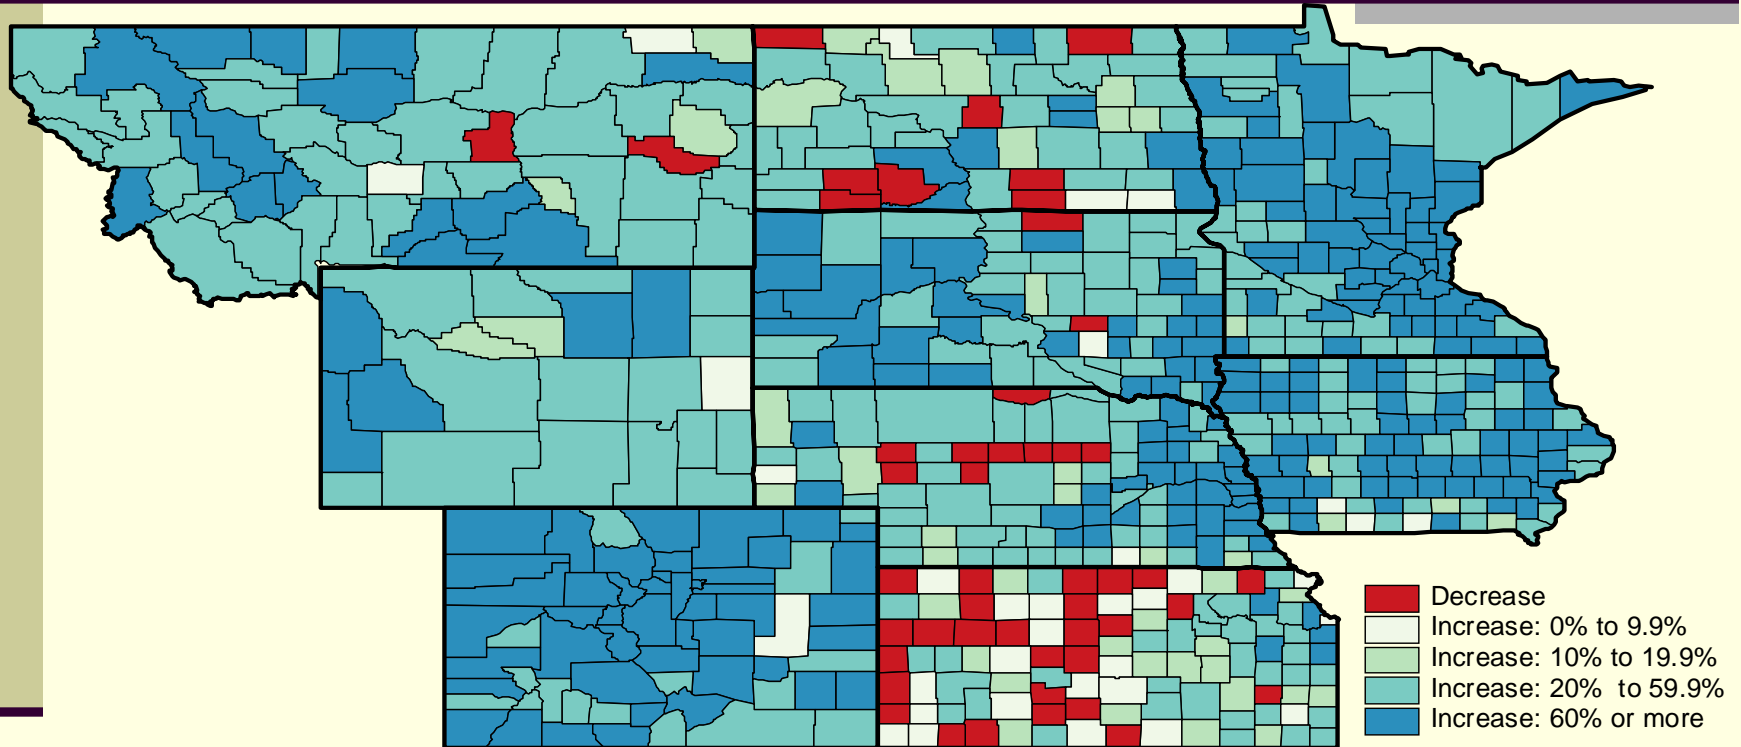 Decrease
Increase: 0% to 9.9%
Increase: 10% to 19.9%
Increase: 20%  to 59.9%
Increase: 60% or more